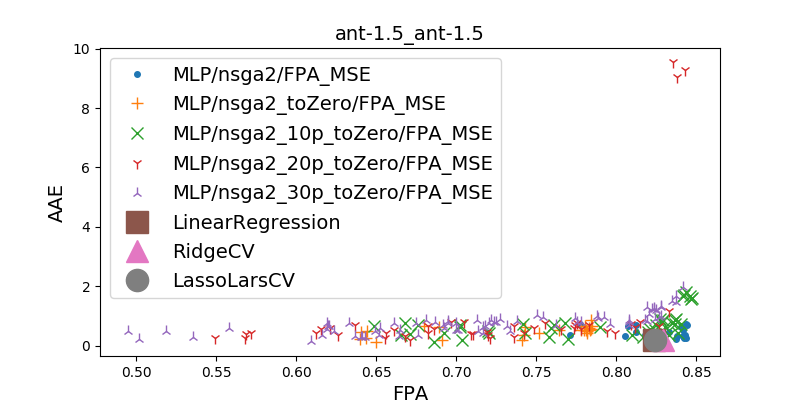 ant-1.5_ant-1.5
AAE
10
8
6
4
2
0
MLP/nsga2/FPA_MSE
MLP/nsga2_toZero/FPA_MSE
MLP/nsga2_10p_toZero/FPA_MSE
MLP/nsga2_20p_toZero/FPA_MSE
MLP/nsga2_30p_toZero/FPA_MSE
LinearRegression
RidgeCV
LassoLarsCV
0.50 0.55 0.60 0.65 0.70 0.75 0.80 0.85
FPA